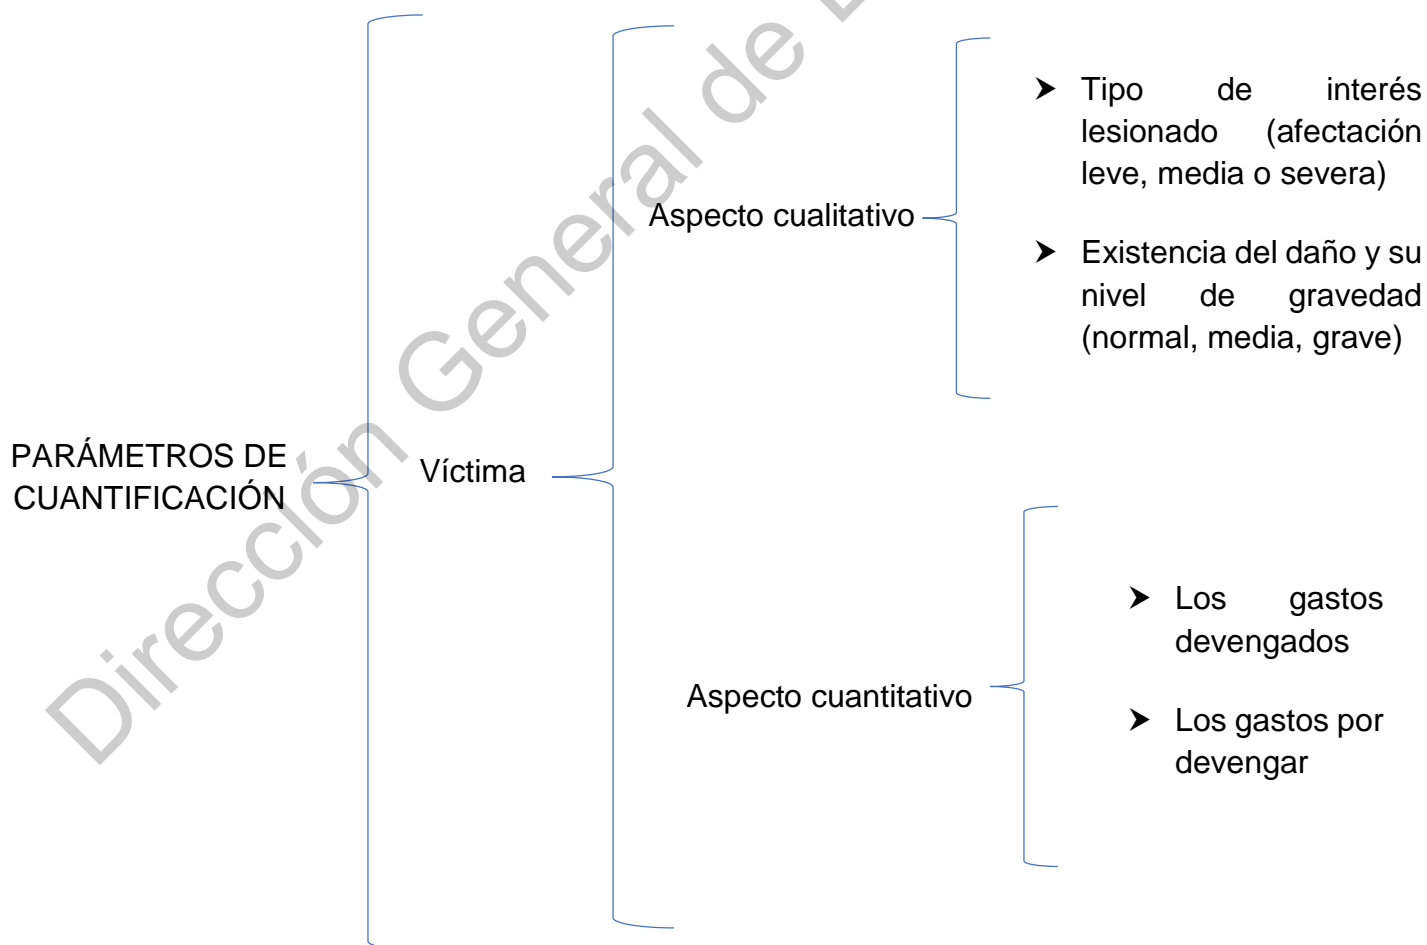 PARÁMETROS DE
CUANTIFICACIÓN
Víctima
Aspecto cualitativo
➤ Tipo de interés
lesionado (afectación
leve, media o severa)
➤ Existencia del daño y su
nivel de gravedad
(normal, media, grave)
Aspecto cuantitativo
➤ Los gastos
devengados
➤ Los gastos por
devengar
Dirección General de